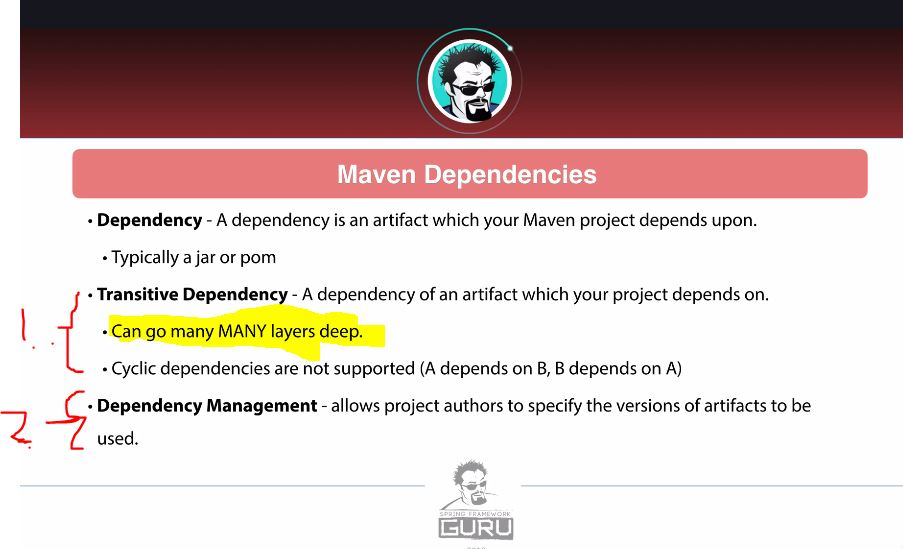 Maven Dependencies
• Dependency - A dependency is an artifact which your Maven project depends upon.
• Typically a jar or pom
1. • Transitive Dependency - A dependency of an artifact which your project depends on.
• Can go many MANY layers deep.
• Cyclic dependencies are not supported (A depends on B, B depends on A)
2. • Dependency Management - allows project authors to specify the versions of artifacts to be
used.
SPRING FRAMEWORK
GURU